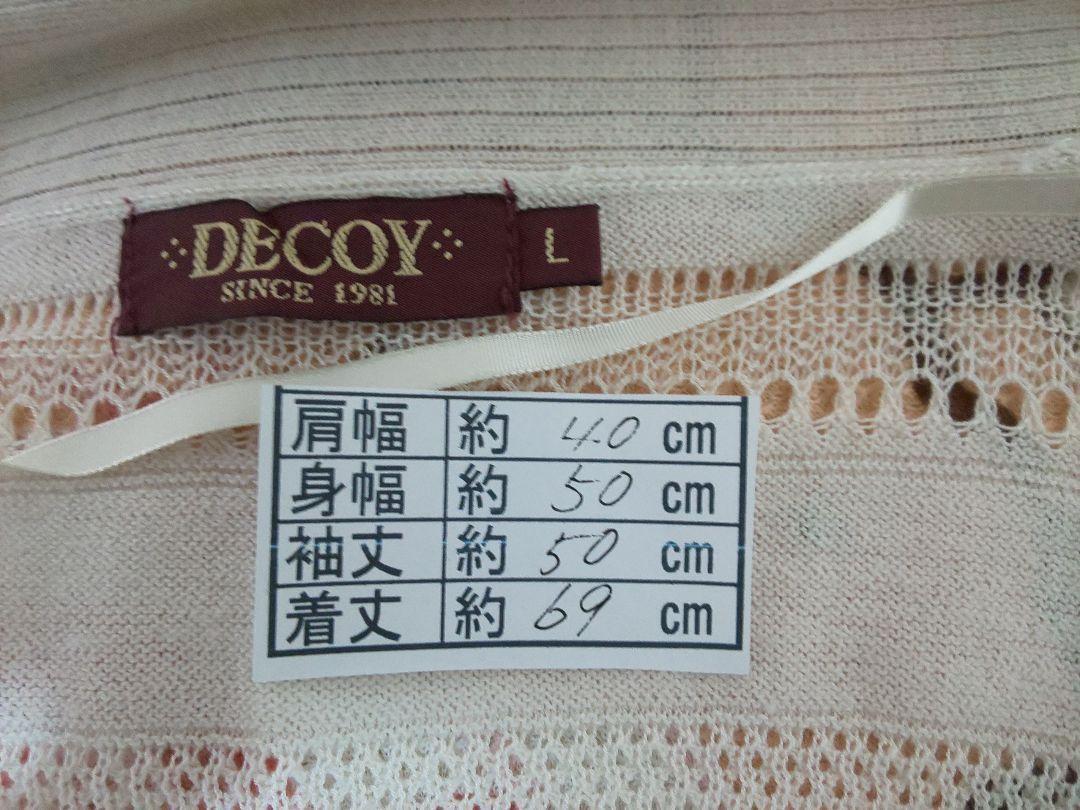 DECOY
SINCE 1981
L
肩幅 約 40 cm
身幅 約 50 cm
袖丈 約 50 cm
着丈 約 69 cm